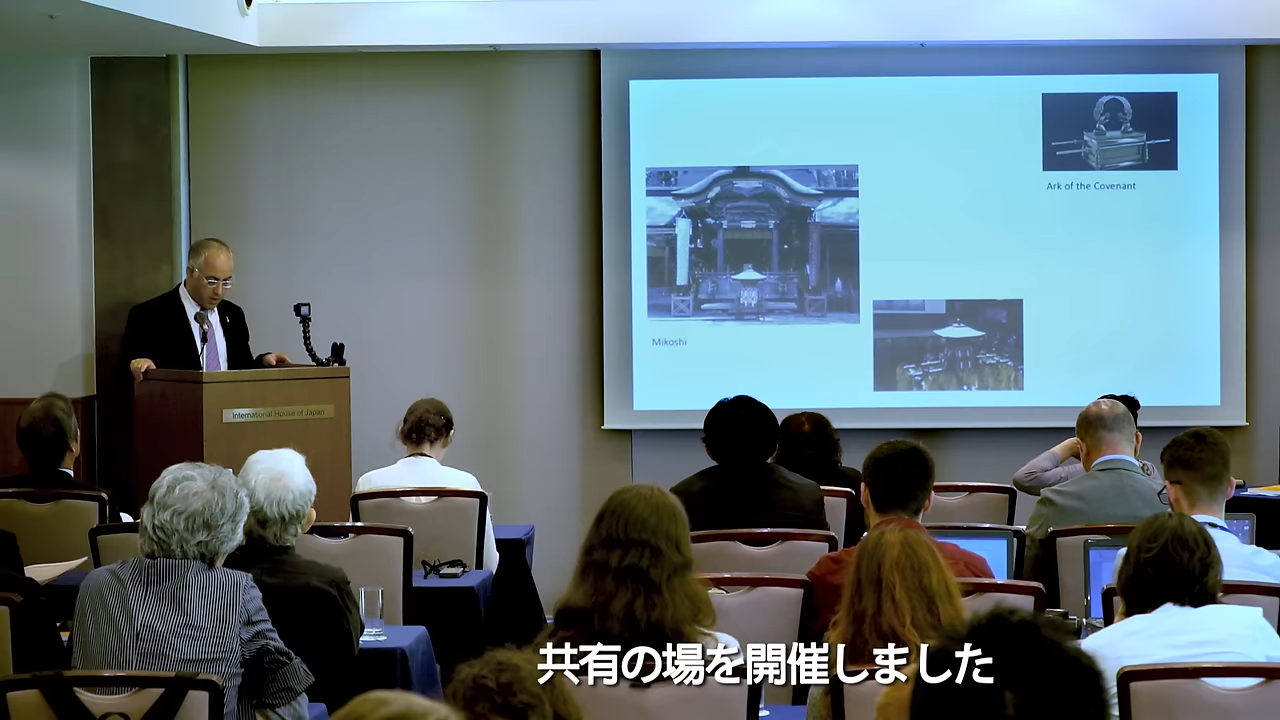 Ark of the Covenant
Mikoshi
International House of Japan
共有の場を開催しました